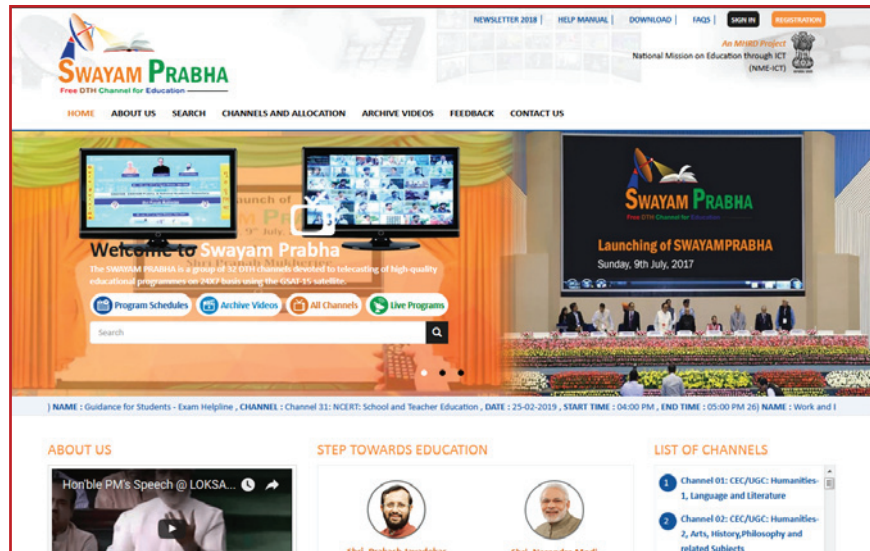 NEWSLETTER 2018 | HELP MANUAL | DOWNLOAD | FAQS | SIGN IN REGISTRATION
An MHRD Project
National Mission on Education through ICT
(NME-ICT)
SWAYAM PRABHA
Free DTH Channel for Education
HOME ABOUT US SEARCH CHANNELS AND ALLOCATION ARCHIVE VIDEOS FEEDBACK CONTACT US
SWAYAM PRABHA
Free DTH Channel for Education
Launching of SWAYAMPRABHA
Sunday, 9th July, 2017
Welcome to Swayam Prabha
The SWAYAM PRABHA is a group of 32 DTH channels devoted to telecasting of high-quality
educational programmes on 24X7 basis using the GSAT-15 satellite.
Program Schedules Archive Videos All Channels Live Programs
Search
) NAME : Guidance for Students - Exam Helpline , CHANNEL : Channel 31: NCERT: School and Teacher Education , DATE : 25-02-2019 , START TIME : 04:00 PM , END TIME : 05:00 PM 26) NAME : Work and
ABOUT US
Hon'ble PM's Speech @ LOKSA...
STEP TOWARDS EDUCATION
LIST OF CHANNELS
1 Channel 01: CEC/UGC: Humanities-
1, Language and Literature
2 Channel 02: CEC/UGC: Humanities-
2, Arts, History,Philosophy and
related Subjects